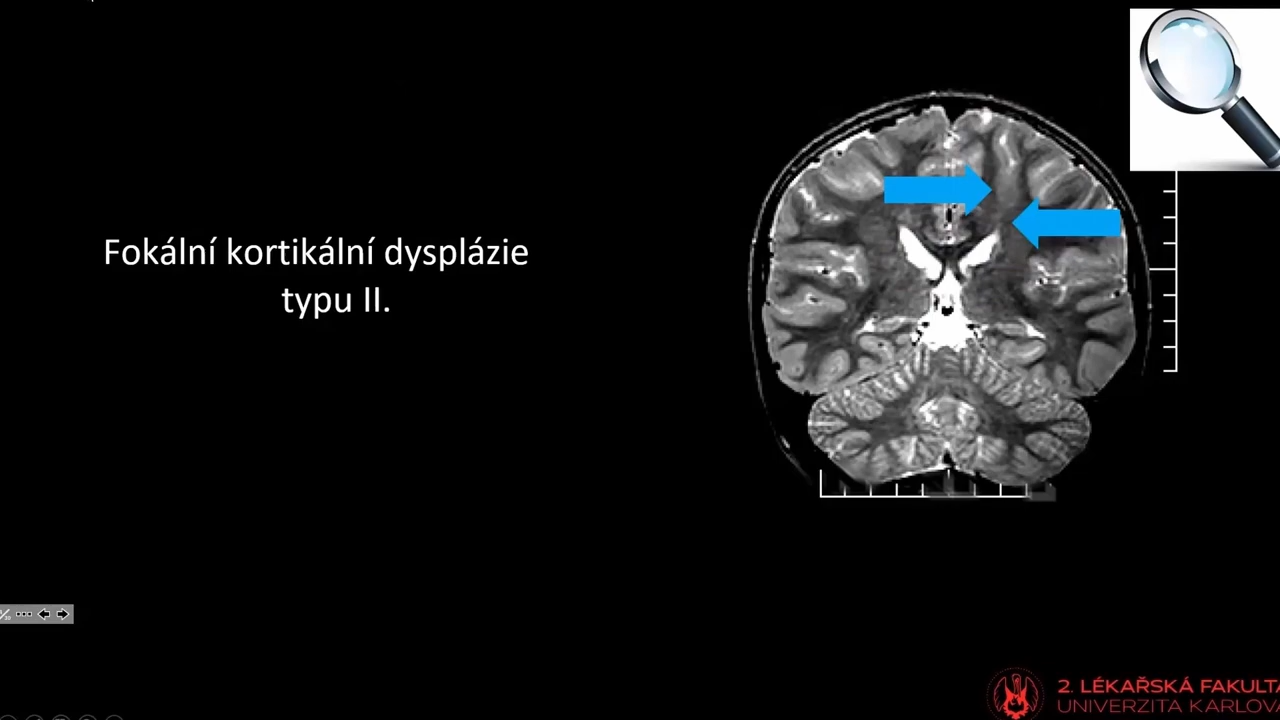 Fokální kortikální dysplázie
typu II.
2. LÉKAŘSKÁ FAKULTA
UNIVERZITA KARLOVA